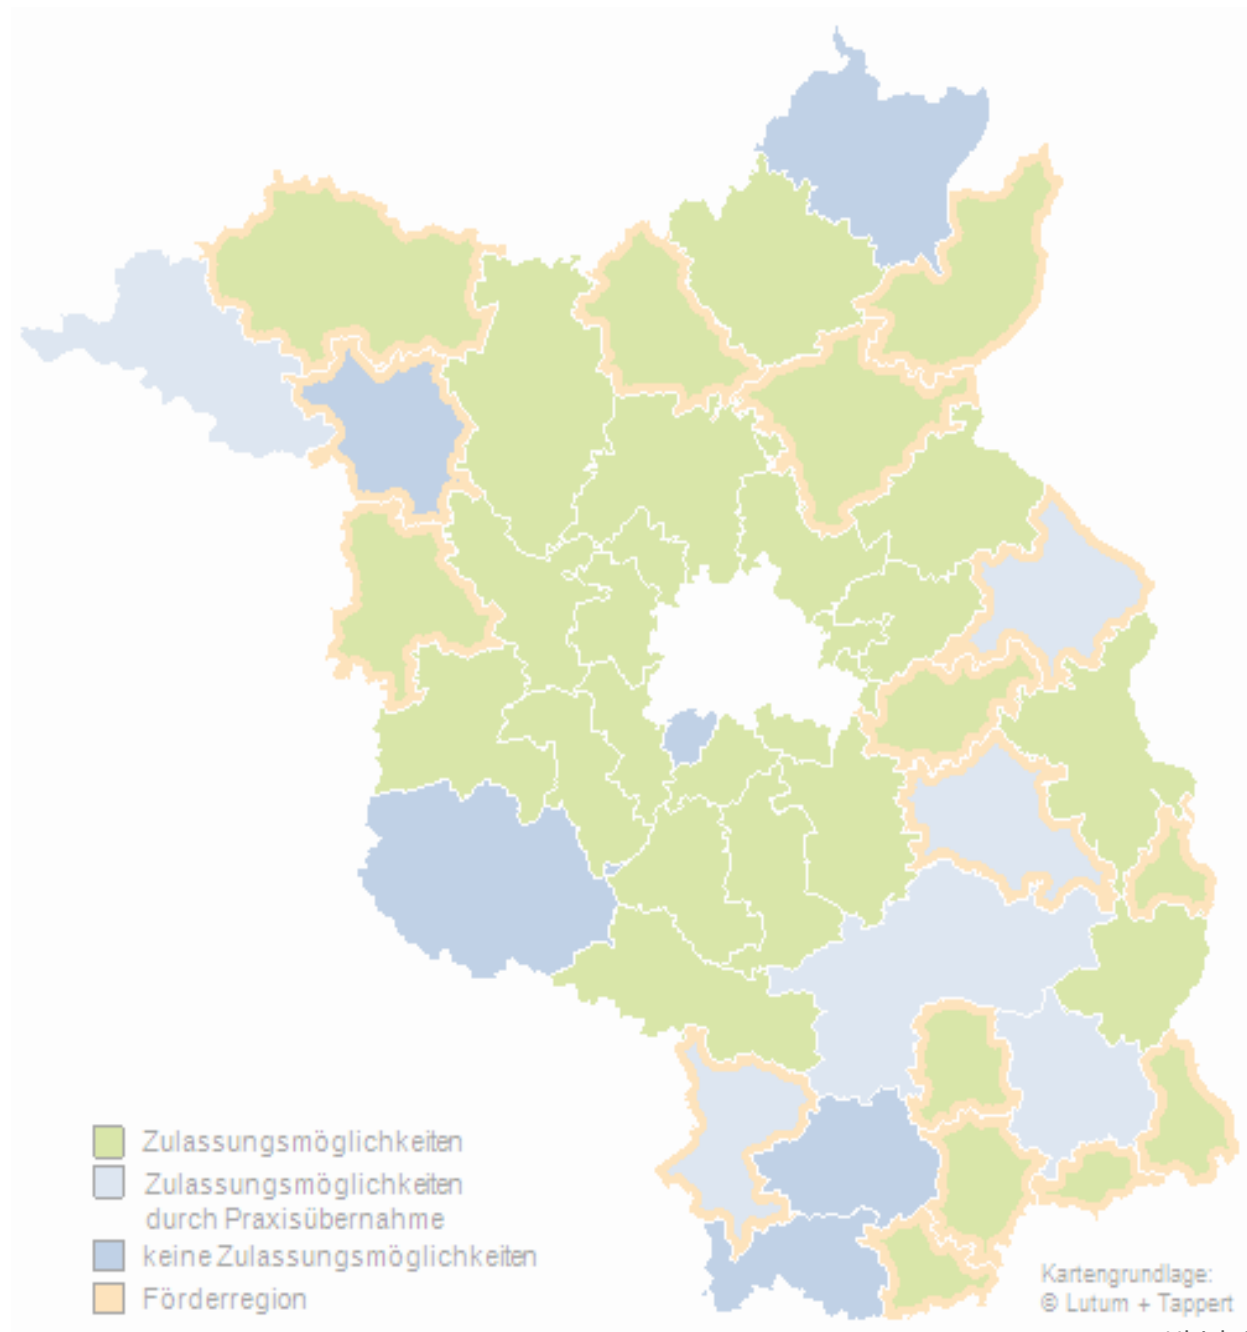 Zulassungsmöglichkeiten
Zulassungsmöglichkeiten
durch Praxisübernahme
keine Zulassungsmöglichkeiten
Förderregion
Kartengrundlage:
© Lutum + Tappert